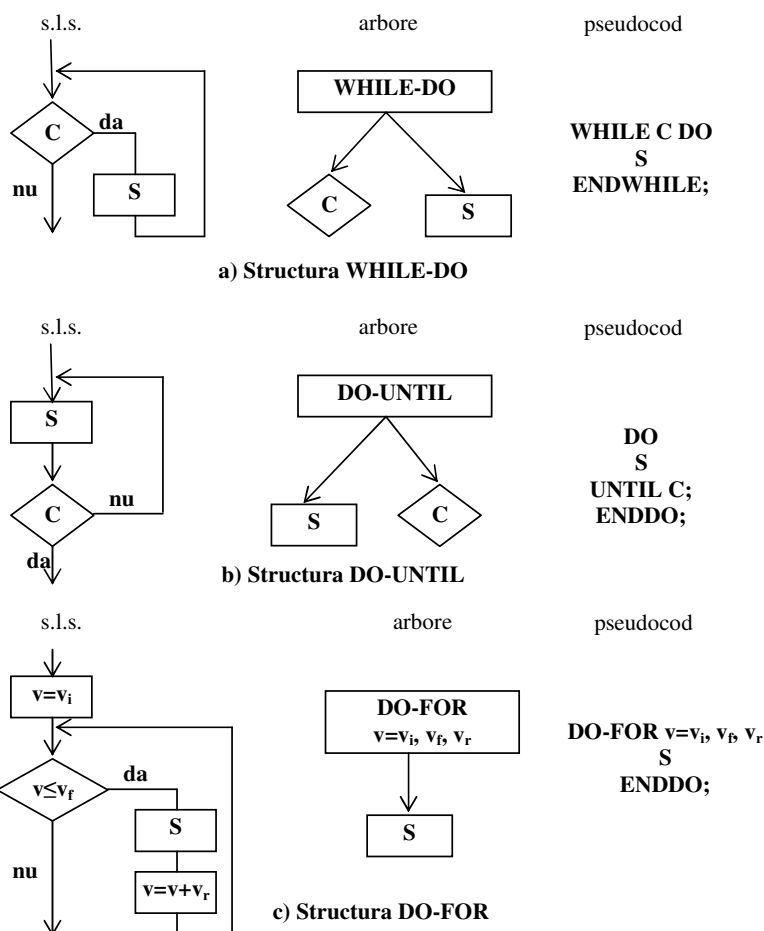 s.l.s. arbore pseudocod
WHILE-DO
C da
WHILE C DO
S
ENDWHILE;
nu S C S
a) Structura WHILE-DO
s.l.s. arbore pseudocod
DO-UNTIL
S
DO
S
UNTIL C;
ENDDO;
C nu S C
da
b) Structura DO-UNTIL
s.l.s. arbore pseudocod
v=vi
DO-FOR
v=vi, vf, vr
DO-FOR v=vi, vf, vr
S
ENDDO;
v≤vf da
S S
nu v=v+vr
c) Structura DO-FOR